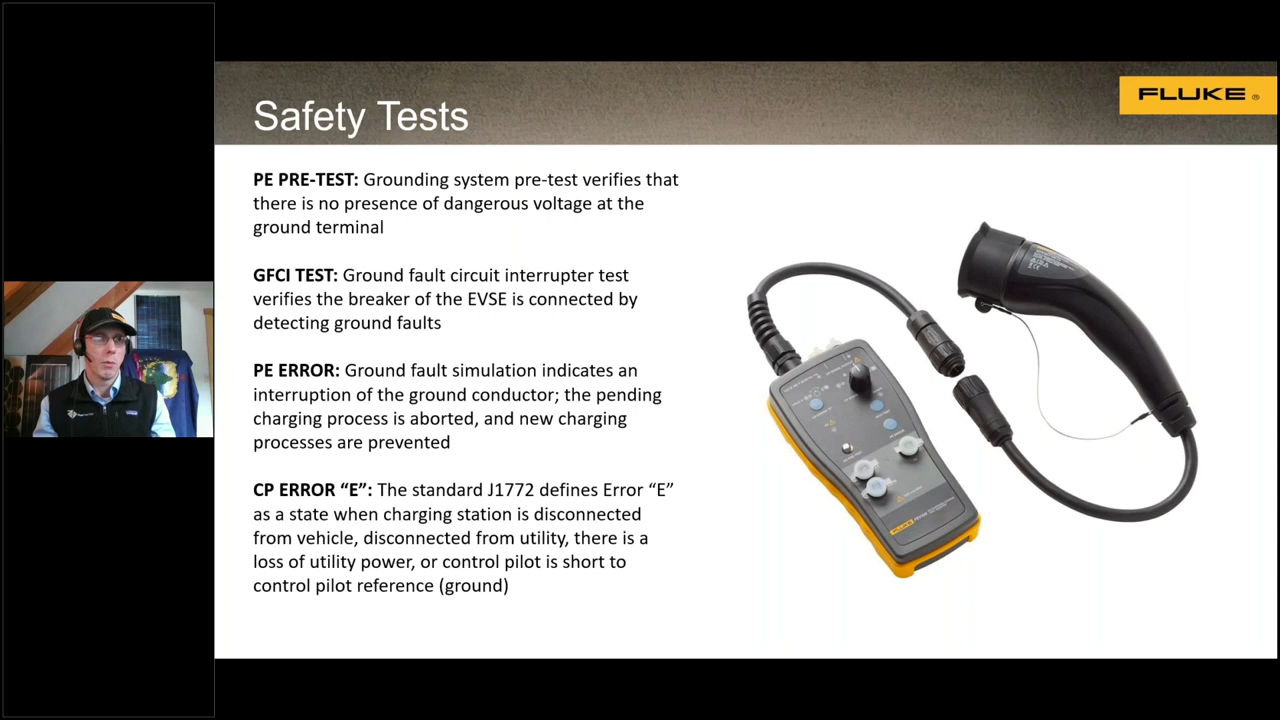 Safety Tests
FLUKE ®
PE PRE-TEST: Grounding system pre-test verifies that
there is no presence of dangerous voltage at the
ground terminal
GFCI TEST: Ground fault circuit interrupter test
verifies the breaker of the EVSE is connected by
detecting ground faults
PE ERROR: Ground fault simulation indicates an
interruption of the ground conductor; the pending
charging process is aborted, and new charging
processes are prevented
CP ERROR “E”: The standard J1772 defines Error “E”
as a state when charging station is disconnected
from vehicle, disconnected from utility, there is a
loss of utility power, or control pilot is short to
control pilot reference (ground)
FLUKE